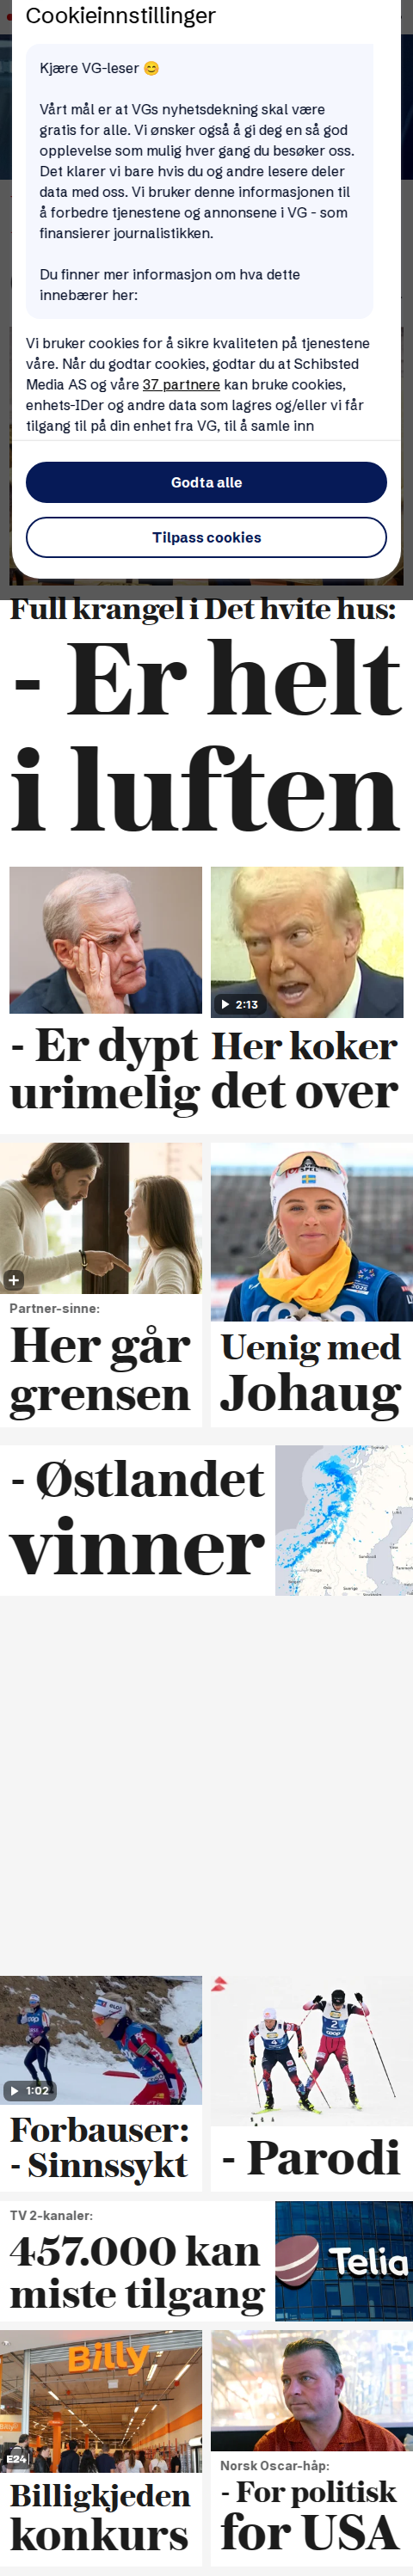 Cookieinnstillinger
Kjære VG-leser 😊
Vårt mål er at VGs nyhetsdekning skal være
gratis for alle. Vi ønsker også å gi deg en så god
opplevelse som mulig hver gang du besøker oss.
Det klarer vi bare hvis du og andre lesere deler
data med oss. Vi bruker denne informasjonen til
å forbedre tjenestene og annonsene i VG - som
finansierer journalistikken.
Du finner mer informasjon om hva dette
innebærer her:
Vi bruker cookies for å sikre kvaliteten på tjenestene
våre. Når du godtar cookies, godtar du at Schibsted
Media AS og våre 37 partnere kan bruke cookies,
enhets-IDer og andre data som lagres og/eller vi får
tilgang til på din enhet fra VG, til å samle inn
Godta alle
Tilpass cookies
Full krangel i Det hvite hus:
- Er helt
i luften
2:13
- Er dypt
urimelig
Her koker
det over
Partner-sinne:
Her går
grensen
Uenig med
Johaug
- Østlandet
vinner
1:02
Forbauser:
- Sinnssykt
- Parodi
TV 2-kanaler:
457.000 kan
miste tilgang
Telia
Billy
E24
Billigkjeden
konkurs
Norsk Oscar-håp:
- For politisk
for USA